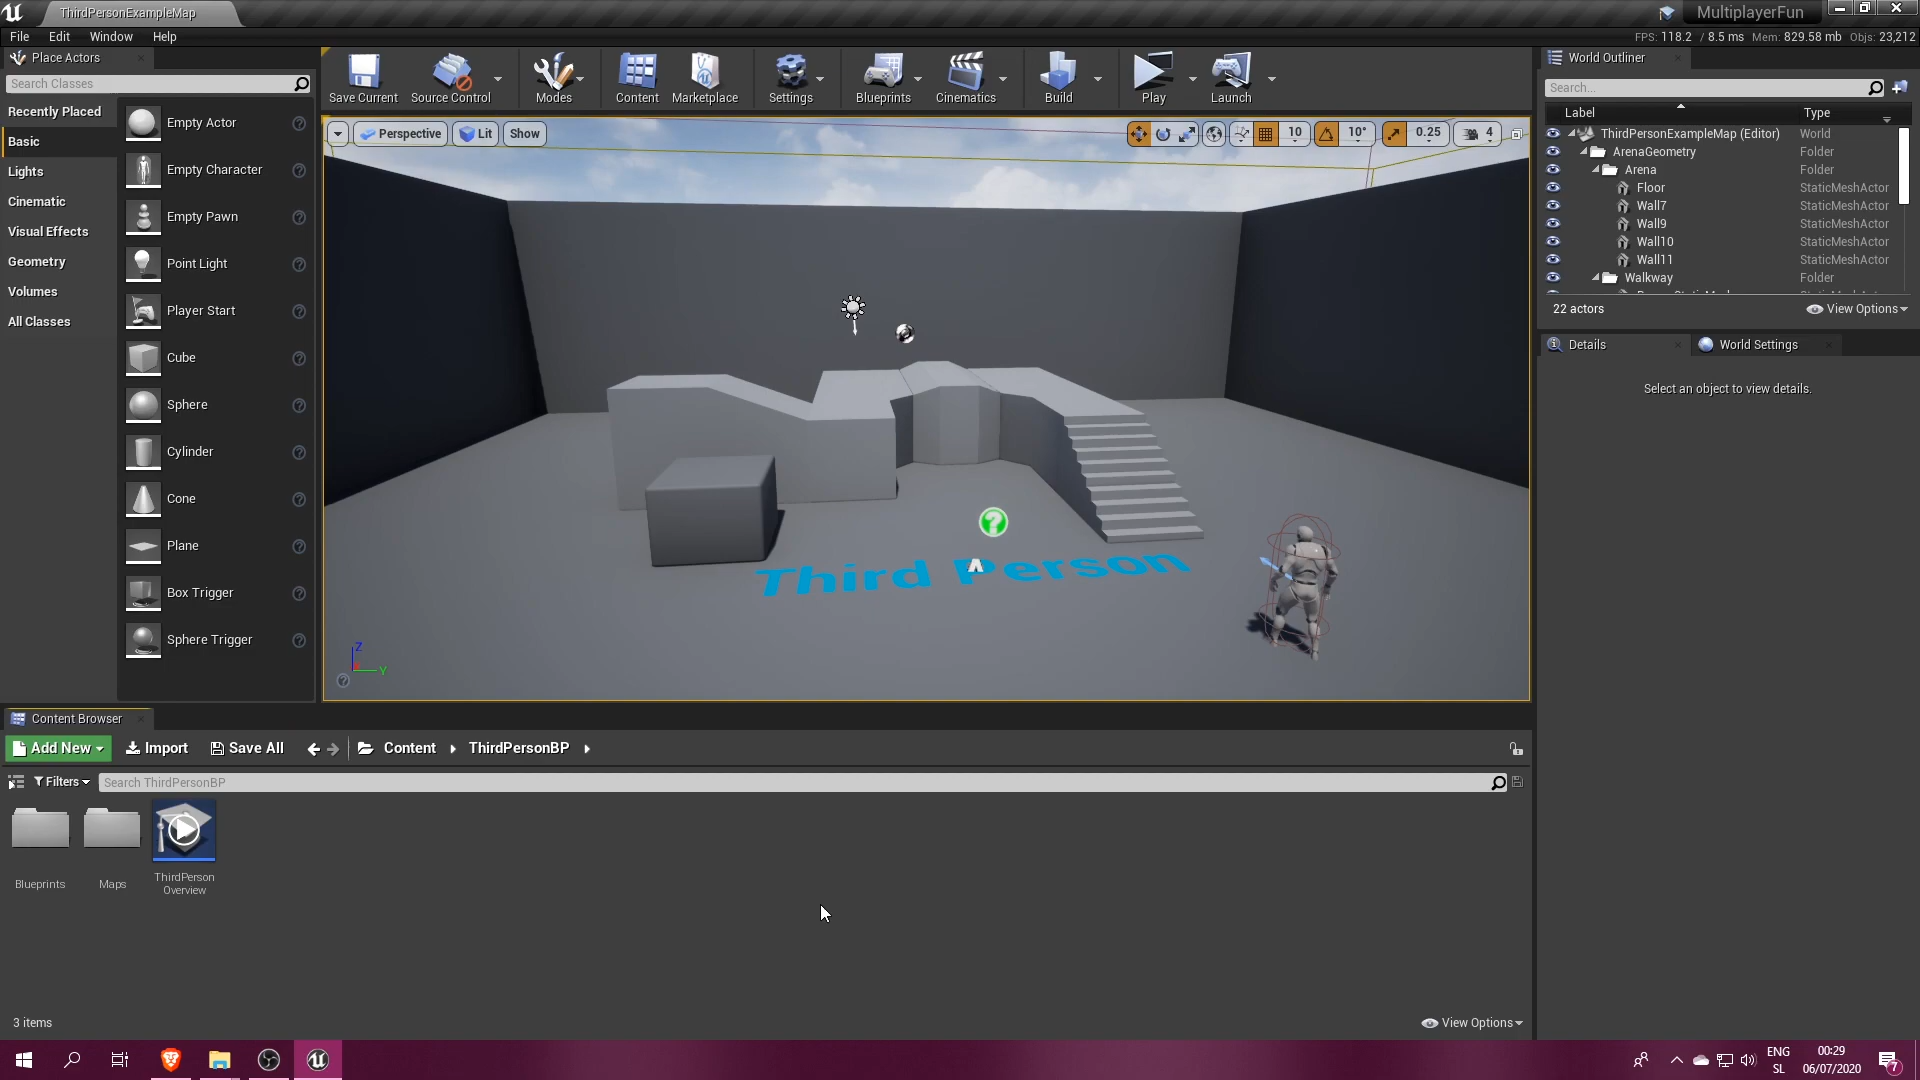 ThirdPersonExampleMap
MultiplayerFun
File Edit Window Help
FPS: 118.2 / 8.5 ms Mem: 829.58 mb Objs: 23,212
Place Actors
Search Classes
Recently Placed
Basic
Lights
Cinematic
Visual Effects
Geometry
Volumes
All Classes
Empty Actor
Empty Character
Empty Pawn
Point Light
Player Start
Cube
Sphere
Cylinder
Cone
Plane
Box Trigger
Sphere Trigger
Save Current
Source Control
Modes
Content
Marketplace
Settings
Blueprints
Cinematics
Build
Play
Launch
Perspective
Lit
Show
10
10°
0.25
4
Third Person
Z
Y
World Outliner
Search...
Label Type
ThirdPersonExampleMap (Editor) World
ArenaGeometry Folder
Arena Folder
Floor StaticMeshActor
Wall7 StaticMeshActor
Wall9 StaticMeshActor
Wall10 StaticMeshActor
Wall11 StaticMeshActor
Walkway Folder
22 actors
View Options
Details
World Settings
Select an object to view details.
Content Browser
Add New
Import
Save All
Content
ThirdPersonBP
Filters
Search ThirdPersonBP
Blueprints
Maps
ThirdPerson
Overview
3 items
View Options
ENG
SL
00:29
06/07/2020
7